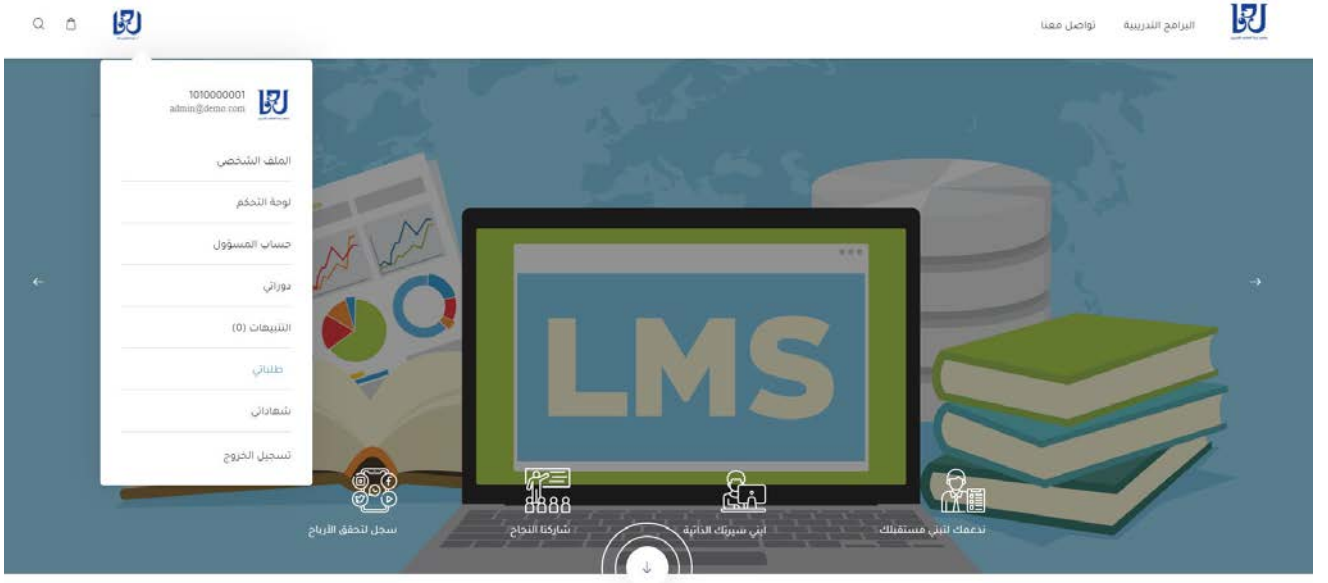 البرامج التدريبية
تواصل معنا
1010000001
admin@demo.com
الملف الشخصي
لوحة التحكم
حساب المسؤول
دوراتي
التنبيهات (0)
طلباتي
شهاداتي
تسجيل الخروج
LMS
ندعمك لتبني مستقبلك
ابني سيرتك الذاتية
شاركنا النجاح
سجل لتحقق الأرباح